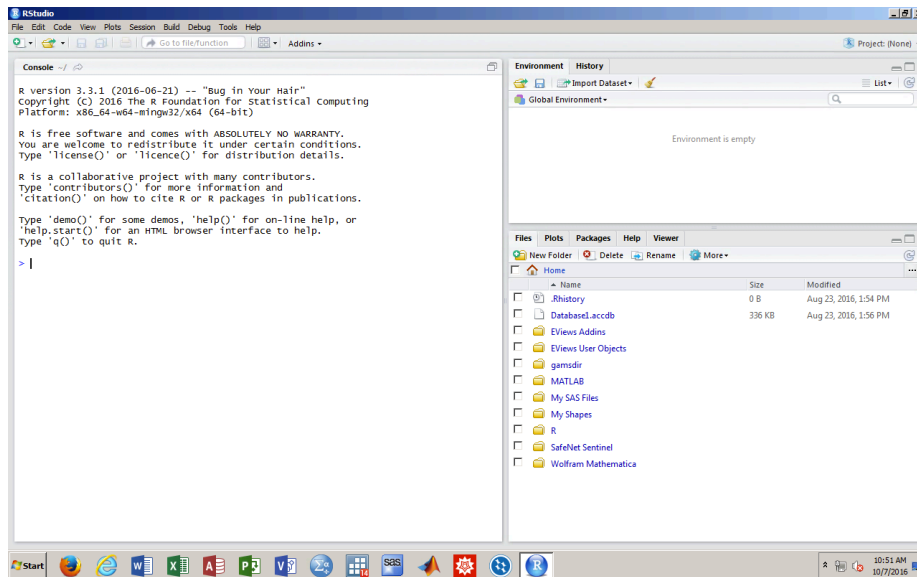 RStudio
File Edit Code View Plots Session Build Debug Tools Help
Go to file/function Addins Project: (None)
Console ~/
R version 3.3.1 (2016-06-21) -- "Bug in Your Hair"
Copyright (C) 2016 The R Foundation for Statistical Computing
Platform: x86_64-w64-mingw32/x64 (64-bit)
R is free software and comes with ABSOLUTELY NO WARRANTY.
You are welcome to redistribute it under certain conditions.
Type 'license()' or 'licence()' for distribution details.
R is a collaborative project with many contributors.
Type 'contributors()' for more information and
'citation()' on how to cite R or R packages in publications.
Type 'demo()' for some demos, 'help()' for on-line help, or
'help.start()' for an HTML browser interface to help.
Type 'q()' to quit R.
>
Environment History
Import Dataset List
Global Environment
Environment is empty
Files Plots Packages Help Viewer
New Folder Delete Rename More
Home ...
Name Size Modified
.Rhistory 0 B Aug 23, 2016, 1:54 PM
Database1.accdb 336 KB Aug 23, 2016, 1:56 PM
EViews Addins
EViews User Objects
gamsdir
MATLAB
My SAS Files
My Shapes
R
SafeNet Sentinel
Wolfram Mathematica
Start sas R 10:51 AM
10/7/2016